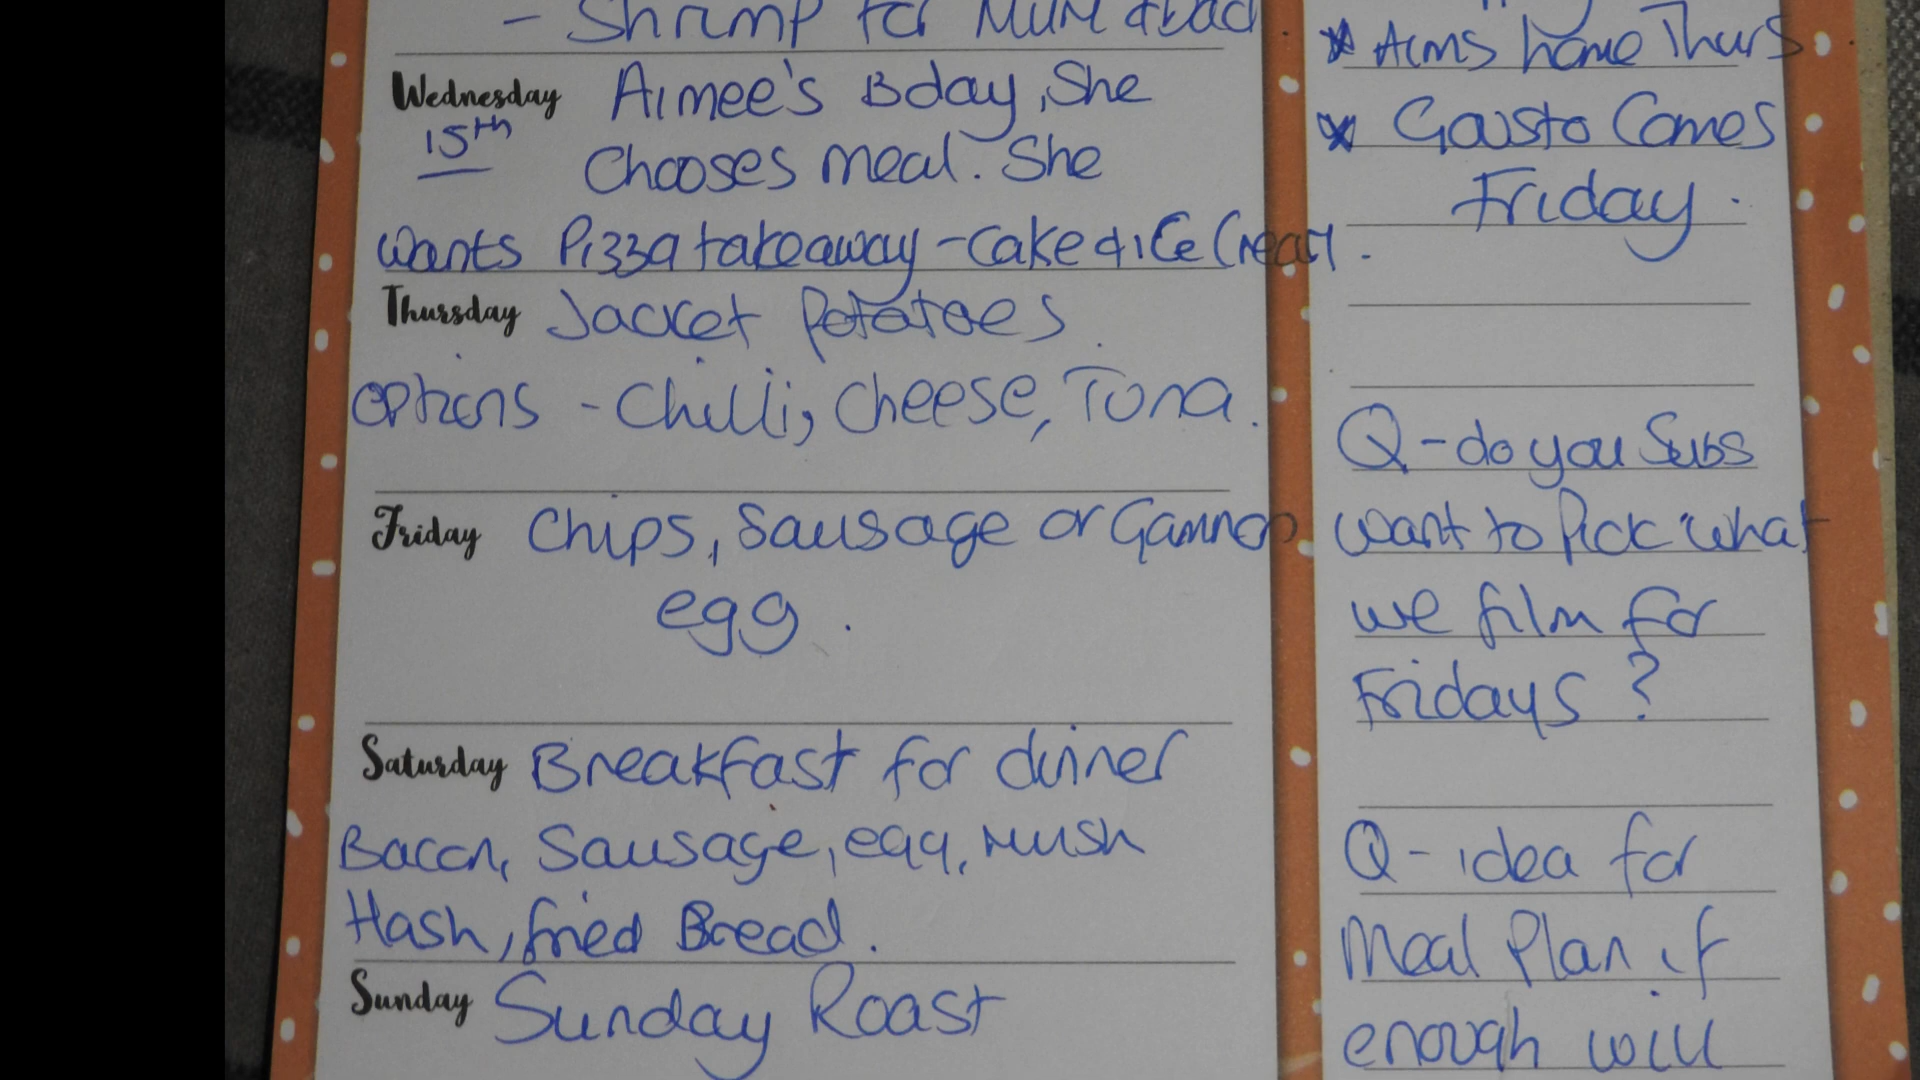 - Shrimp for Mum & Dad.
Wednesday Aimee's Bday, She
15th Chooses meal. She
wants Pizza takeaway - Cake & ice Cream.
Thursday Jacket Potatoes.
options - Chilli, Cheese, Tuna.
Friday Chips, Sausage or Gammon
egg.
Saturday Breakfast for dinner
Bacon, Sausage, egg, Mush
Hash, fried Bread.
Sunday Sunday Roast
home Thurs
* Gousto Comes
Friday.
Q - do you Subs
want to Pick what
we film for
Fridays ?
Q - idea for
Meal Plan if
enough will